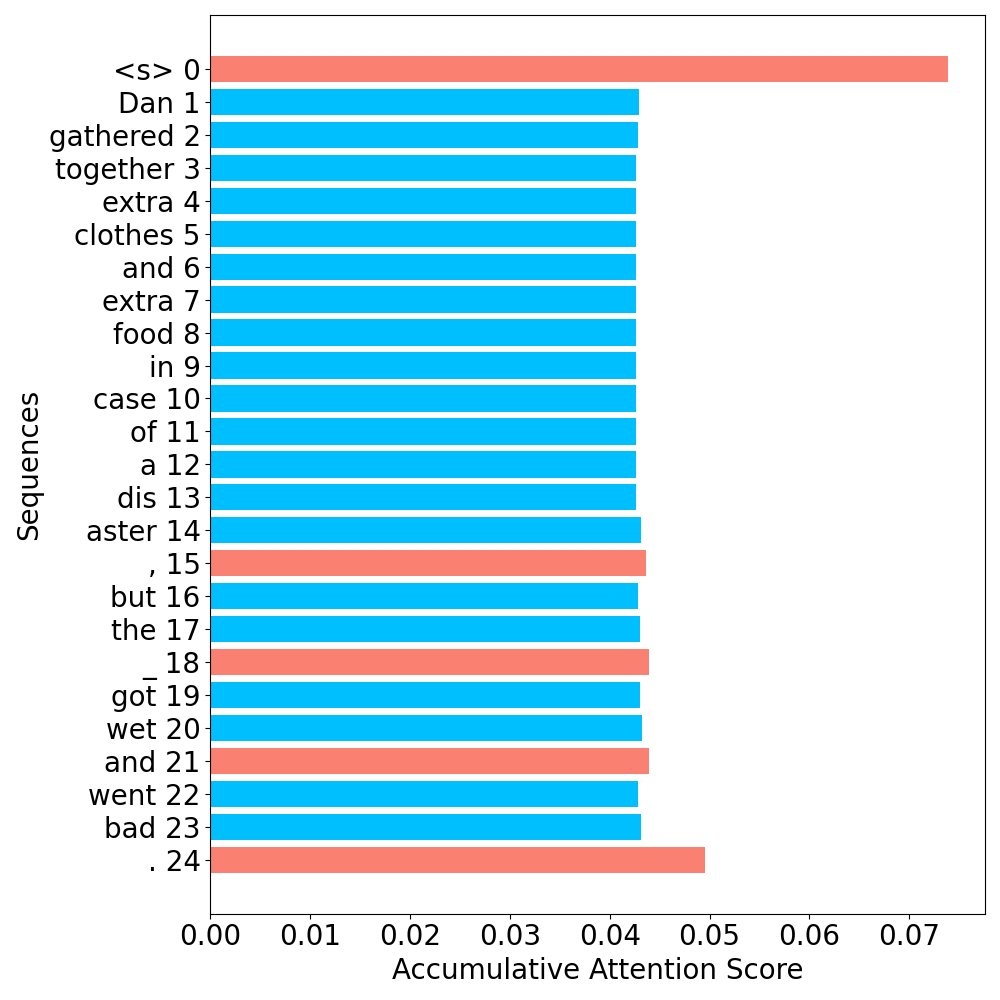 <s> 0
Dan 1
gathered 2
together 3
extra 4
clothes 5
and 6
extra 7
food 8
in 9
case 10
of 11
a 12
dis 13
aster 14
, 15
but 16
the 17
_ 18
got 19
wet 20
and 21
went 22
bad 23
. 24
Sequences
0.00 0.01 0.02 0.03 0.04 0.05 0.06 0.07
Accumulative Attention Score